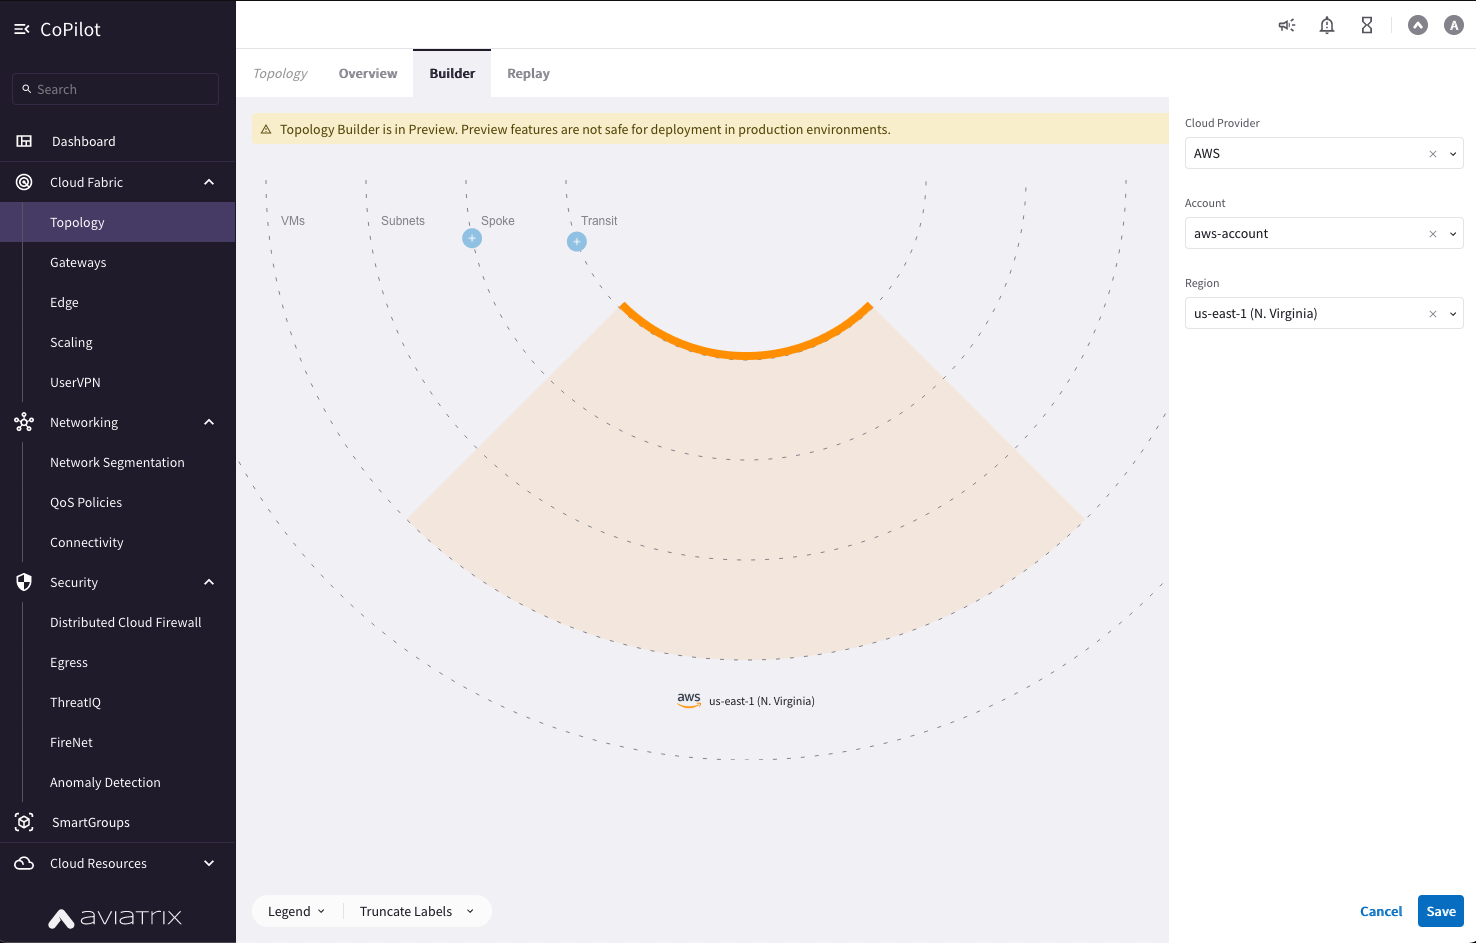 CoPilot
Search
Dashboard
Cloud Fabric
Topology
Gateways
Edge
Scaling
UserVPN
Networking
Network Segmentation
QoS Policies
Connectivity
Security
Distributed Cloud Firewall
Egress
ThreatIQ
FireNet
Anomaly Detection
SmartGroups
Cloud Resources
aviatrix
A
Topology Overview Builder Replay
Topology Builder is in Preview. Preview features are not safe for deployment in production environments.
VMs Subnets Spoke Transit
aws us-east-1 (N. Virginia)
Legend Truncate Labels
Cloud Provider
AWS
Account
aws-account
Region
us-east-1 (N. Virginia)
Cancel Save